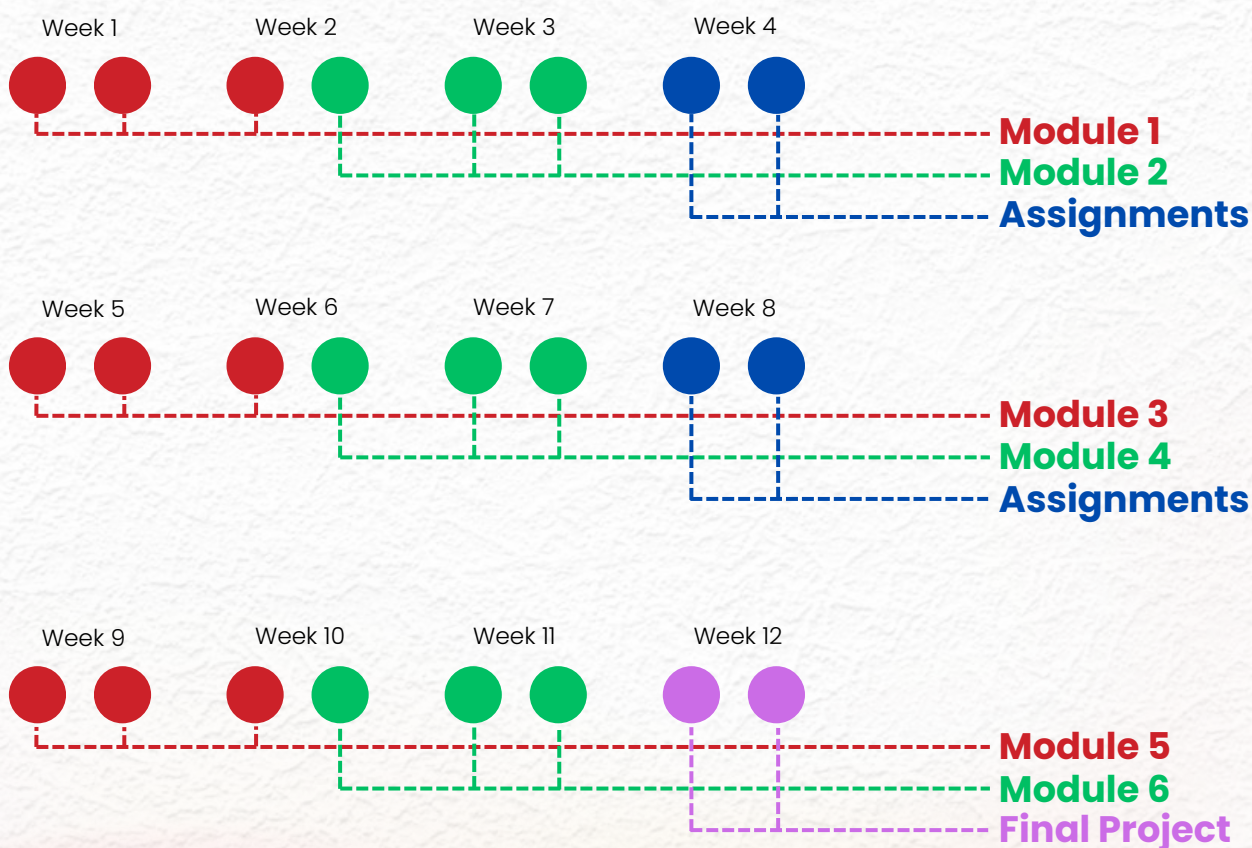 Week 1
Week 2
Week 3
Week 4
Module 1
Module 2
Assignments
Week 5
Week 6
Week 7
Week 8
Module 3
Module 4
Assignments
Week 9
Week 10
Week 11
Week 12
Module 5
Module 6
Final Project